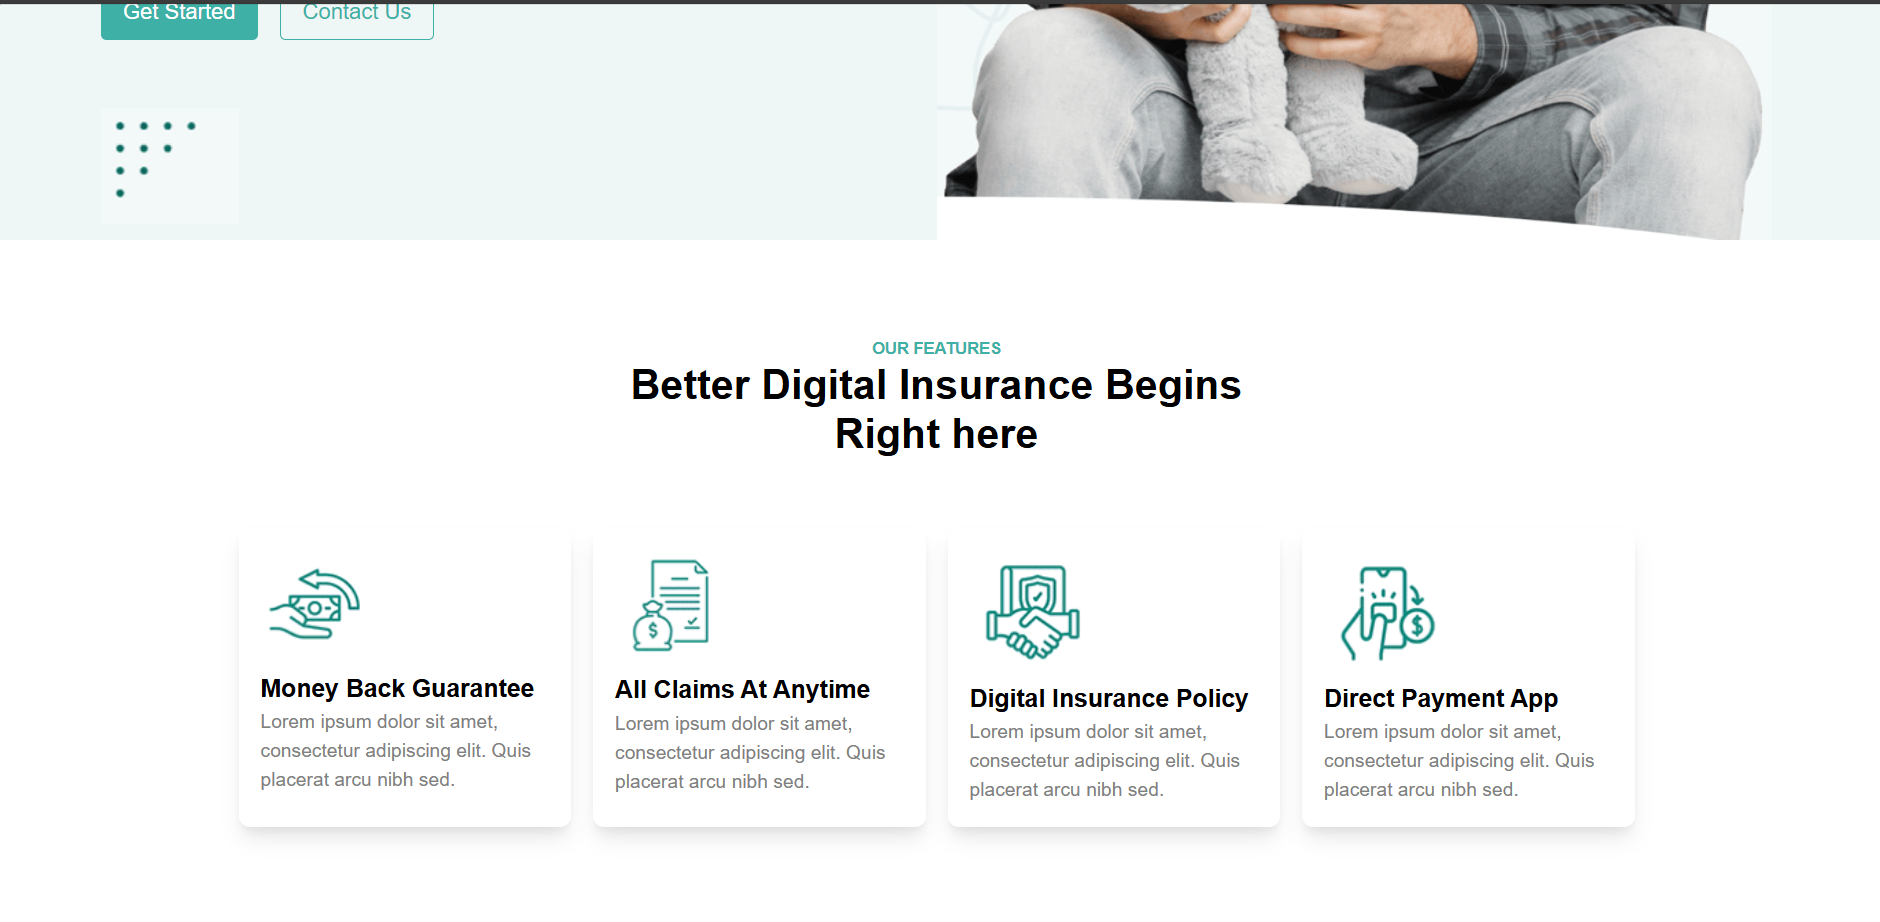 Get Started
Contact Us
OUR FEATURES
Better Digital Insurance Begins
Right here
Money Back Guarantee
Lorem ipsum dolor sit amet,
consectetur adipiscing elit. Quis
placerat arcu nibh sed.
All Claims At Anytime
Lorem ipsum dolor sit amet,
consectetur adipiscing elit. Quis
placerat arcu nibh sed.
Digital Insurance Policy
Lorem ipsum dolor sit amet,
consectetur adipiscing elit. Quis
placerat arcu nibh sed.
Direct Payment App
Lorem ipsum dolor sit amet,
consectetur adipiscing elit. Quis
placerat arcu nibh sed.